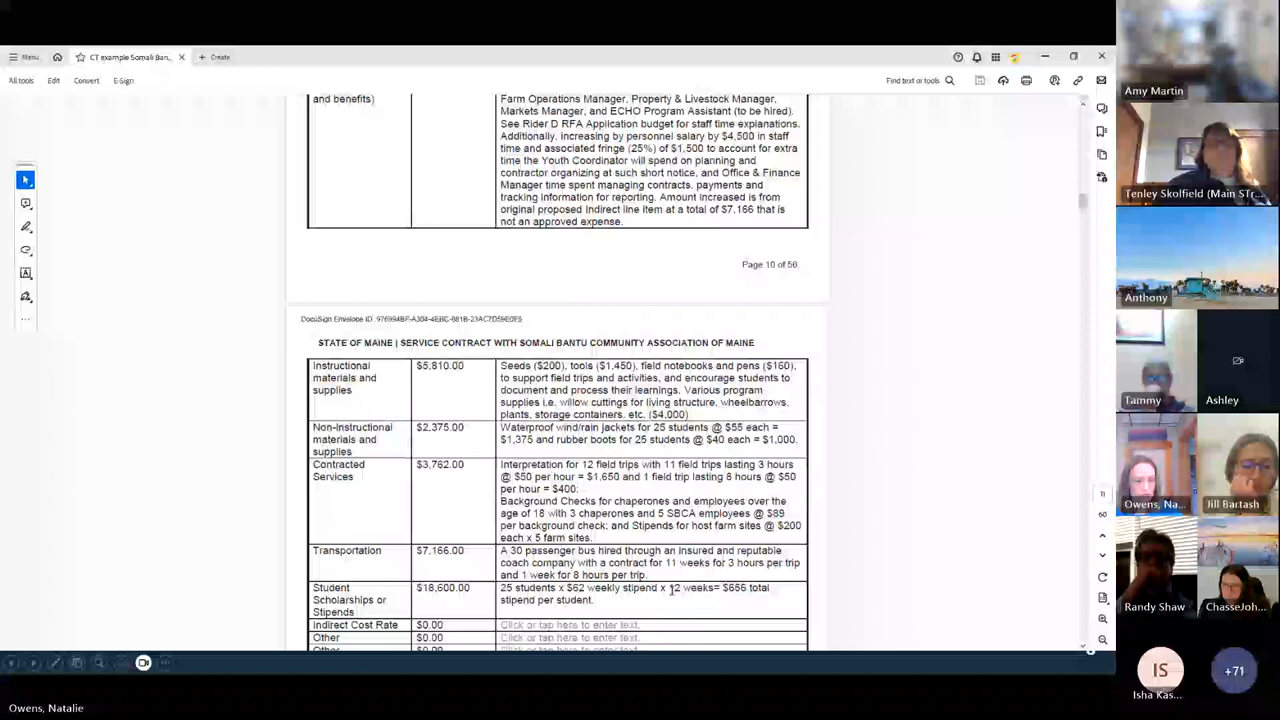 Menu
CT example Somali Ban...
Create
All tools
Edit
Convert
E-Sign
Find text or tools
and benefits)
Farm Operations Manager, Property & Livestock Manager,
Markets Manager, and ECHO Program Assistant (to be hired).
See Rider D RFA Application budget for staff time explanations.
Additionally, increasing by personnel salary by $4,500 in staff
time and associated fringe (25%) of $1,500 to account for extra
time the Youth Coordinator will spend on planning and
contractor organizing at such short notice, and Office & Finance
Manager time spent managing contracts, payments and
tracking information for reporting. Amount increased is from
original proposed Indirect line item at a total of $7,166 that is
not an approved expense.
Page 10 of 56
DocuSign Envelope ID:
STATE OF MAINE | SERVICE CONTRACT WITH SOMALI BANTU COMMUNITY ASSOCIATION OF MAINE
Instructional materials and supplies
$5,810.00
Seeds ($200), tools ($1,450), field notebooks and pens ($160),
to support field trips and activities, and encourage students to
document and process their learnings. Various program
supplies i.e. willow cuttings for living structure, wheelbarrows,
plants, storage containers, etc. ($4,000)
Non-Instructional materials and supplies
$2,375.00
Waterproof wind/rain jackets for 25 students @ $55 each =
$1,375 and rubber boots for 25 students @ $40 each = $1,000.
Contracted Services
$3,762.00
Interpretation for 12 field trips with 11 field trips lasting 3 hours
@ $50 per hour = $1,650 and 1 field trip lasting 8 hours @ $50
per hour = $400;
Background Checks for chaperones and employees over the
age of 18 with 3 chaperones and 5 SBCA employees @ $89
per background check; and Stipends for host farm sites @ $200
each x 5 farm sites.
Transportation
$7,166.00
A 30 passenger bus hired through an insured and reputable
coach company with a contract for 11 weeks for 3 hours per trip
and 1 week for 8 hours per trip.
Student Scholarships or Stipends
$18,600.00
25 students x $62 weekly stipend x 12 weeks= $656 total
stipend per student.
Indirect Cost Rate
$0.00
Click or tap here to enter text.
Other
$0.00
Click or tap here to enter text.
Other
$0.00
Click or tap here to enter text.
11
60
Amy Martin
Tenley Skolfield (Main STr...
Anthony
Tammy
Ashley
Owens, Na...
Jill Bartash
Randy Shaw
ChasseJoh...
IS
Isha Kas...
+71
Owens, Natalie